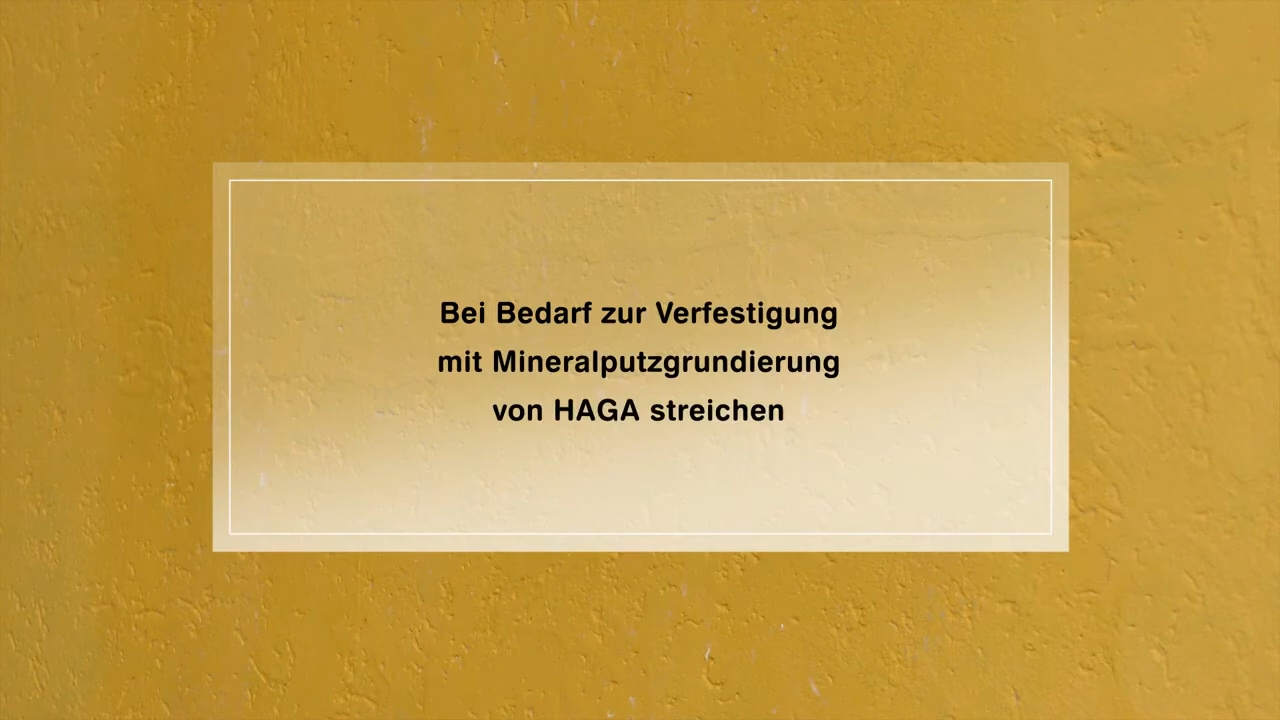 Bei Bedarf zur Verfestigung
mit Mineralputzgrundierung
von HAGA streichen